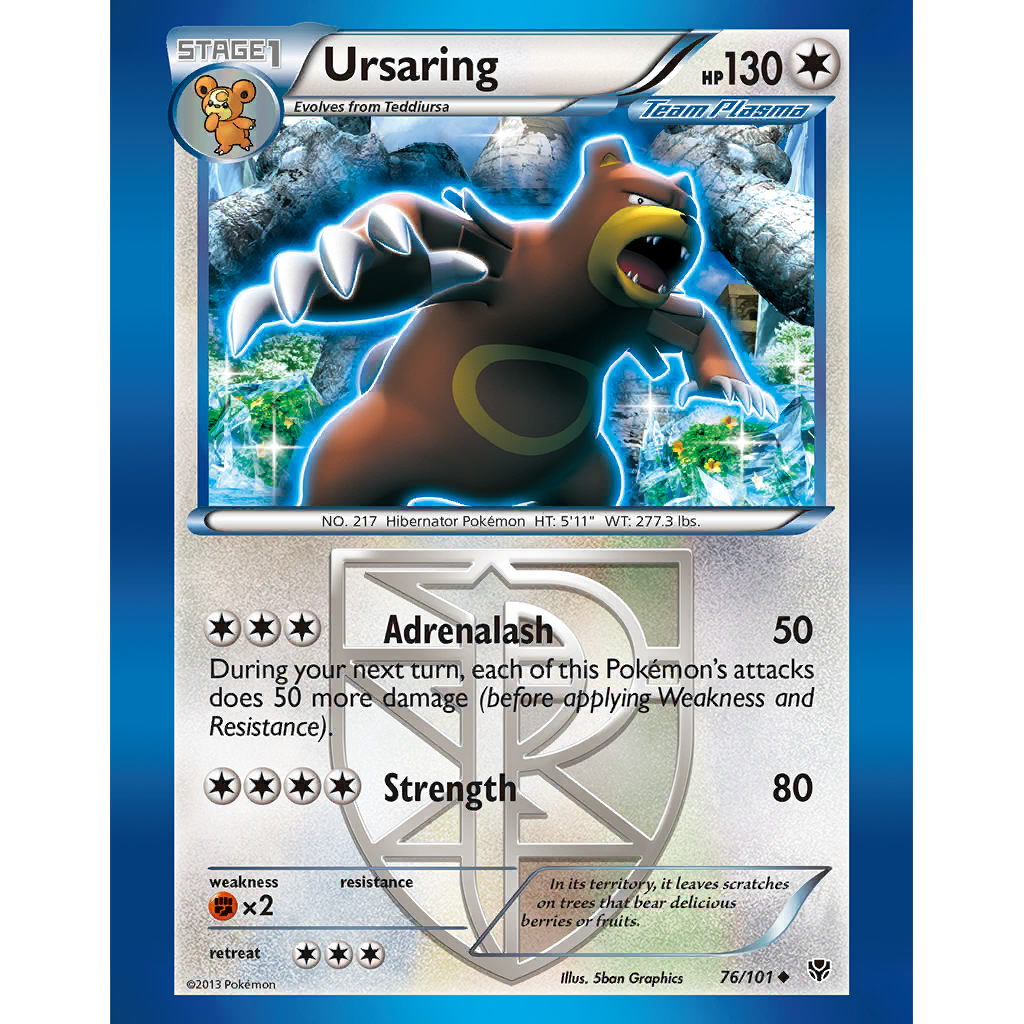 STAGE1
Ursaring
HP130
Evolves from Teddiursa
Team Plasma
NO. 217 Hibernator Pokémon HT: 5'11" WT: 277.3 lbs.
Adrenalash 50
During your next turn, each of this Pokémon's attacks
does 50 more damage (before applying Weakness and
Resistance).
Strength 80
weakness resistance
×2
retreat
In its territory, it leaves scratches
on trees that bear delicious
berries or fruits.
Illus. 5ban Graphics 76/101
©2013 Pokémon